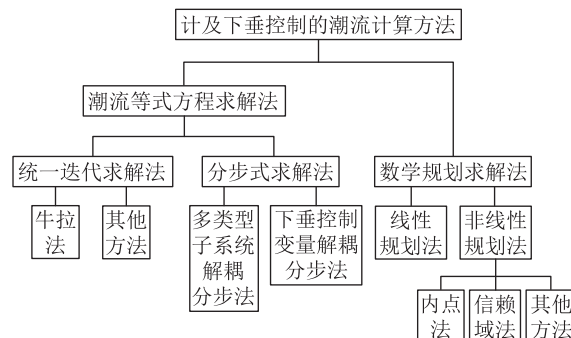 计及下垂控制的潮流计算方法
潮流等式方程求解法
统一迭代求解法
分步式求解法
数学规划求解法
牛拉
法
其他
方法
多类型
子系统
解耦
分步法
下垂控制
变量解耦
分步法
线性
规划法
非线性
规划法
内点
法
信赖
域法
其他
方法